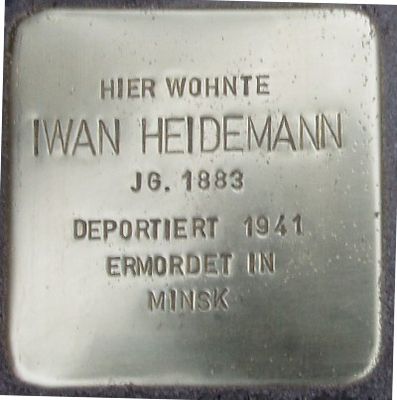 HIER WOHNTE
IWAN HEIDEMANN
JG. 1883
DEPORTIERT 1941
ERMORDET IN
MINSK